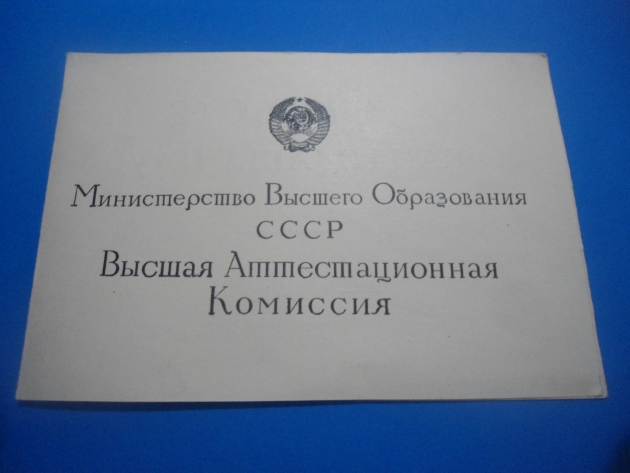 Министерство Высшего Образования
СССР
Высшая Аттестационная
Комиссия